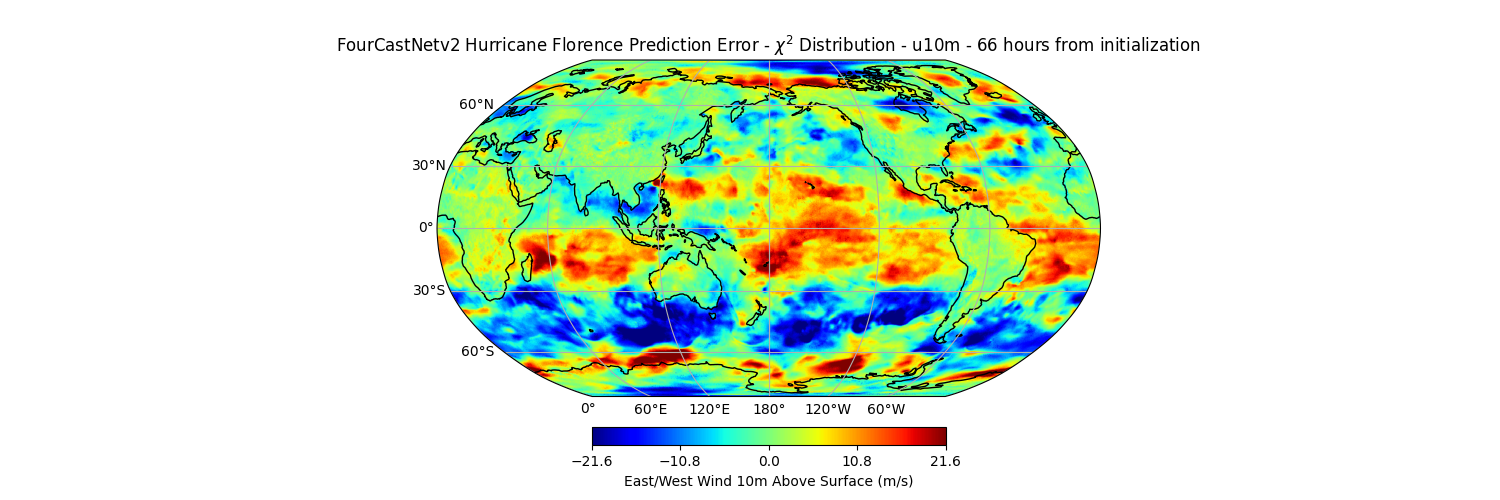 FourCastNetv2 Hurricane Florence Prediction Error - χ² Distribution - u10m - 66 hours from initialization
60°N
30°N
0°
30°S
60°S
0° 60°E 120°E 180° 120°W 60°W
−21.6 −10.8 0.0 10.8 21.6
East/West Wind 10m Above Surface (m/s)